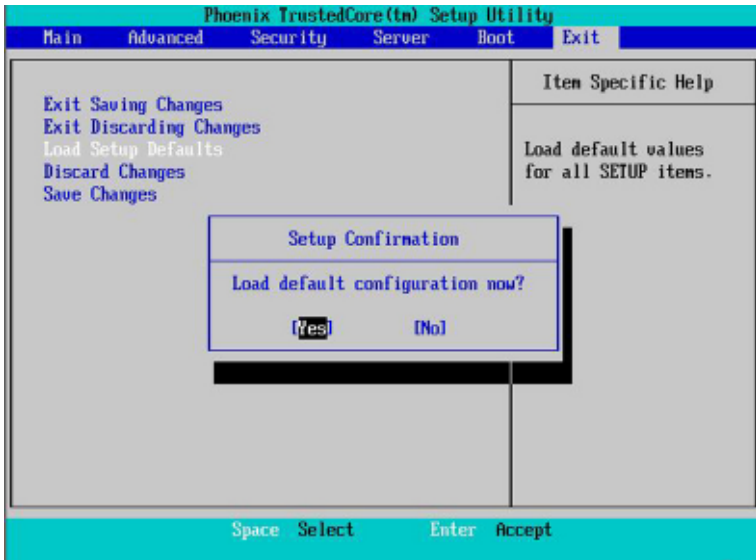 Phoenix TrustedCore(tm) Setup Utility
Main Advanced Security Server Boot Exit
Item Specific Help
Exit Saving Changes
Exit Discarding Changes
Load Setup Defaults
Discard Changes
Save Changes
Load default values
for all SETUP items.
Setup Confirmation
Load default configuration now?
[Yes] [No]
Space Select Enter Accept